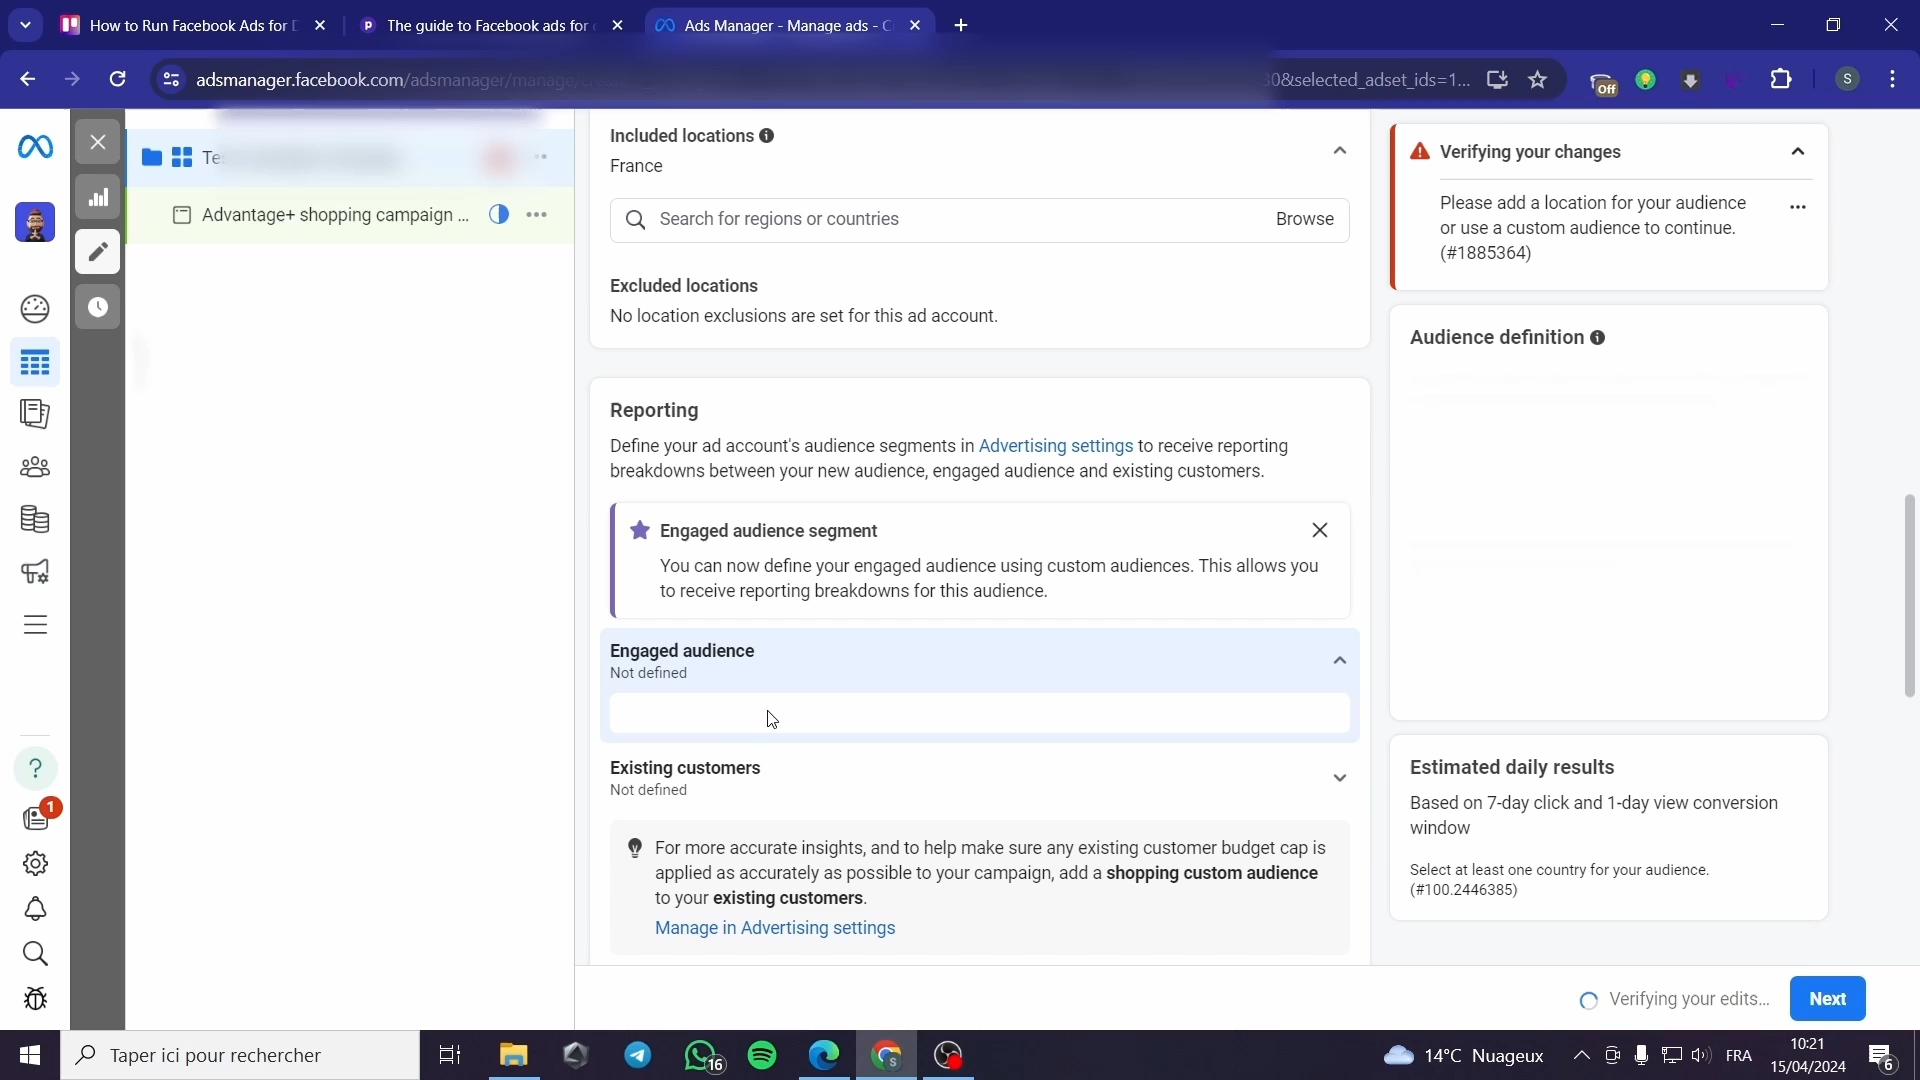 How to Run Facebook Ads for D
The guide to Facebook ads for
Ads Manager - Manage ads - C
adsmanager.facebook.com/adsmanager/manage/
30&selected_adset_ids=1...
Off
S
Te
Advantage+ shopping campaign ...
Included locations
France
Search for regions or countries
Browse
Excluded locations
No location exclusions are set for this ad account.
Reporting
Define your ad account's audience segments in Advertising settings to receive reporting
breakdowns between your new audience, engaged audience and existing customers.
Engaged audience segment
You can now define your engaged audience using custom audiences. This allows you
to receive reporting breakdowns for this audience.
Engaged audience
Not defined
Existing customers
Not defined
For more accurate insights, and to help make sure any existing customer budget cap is
applied as accurately as possible to your campaign, add a shopping custom audience
to your existing customers.
Manage in Advertising settings
Verifying your changes
Please add a location for your audience
or use a custom audience to continue.
(#1885364)
Audience definition
Estimated daily results
Based on 7-day click and 1-day view conversion
window
Select at least one country for your audience.
(#100.2446385)
Verifying your edits...
Next
1
Taper ici pour rechercher
16
S
14°C Nuageux
FRA
10:21
15/04/2024
6